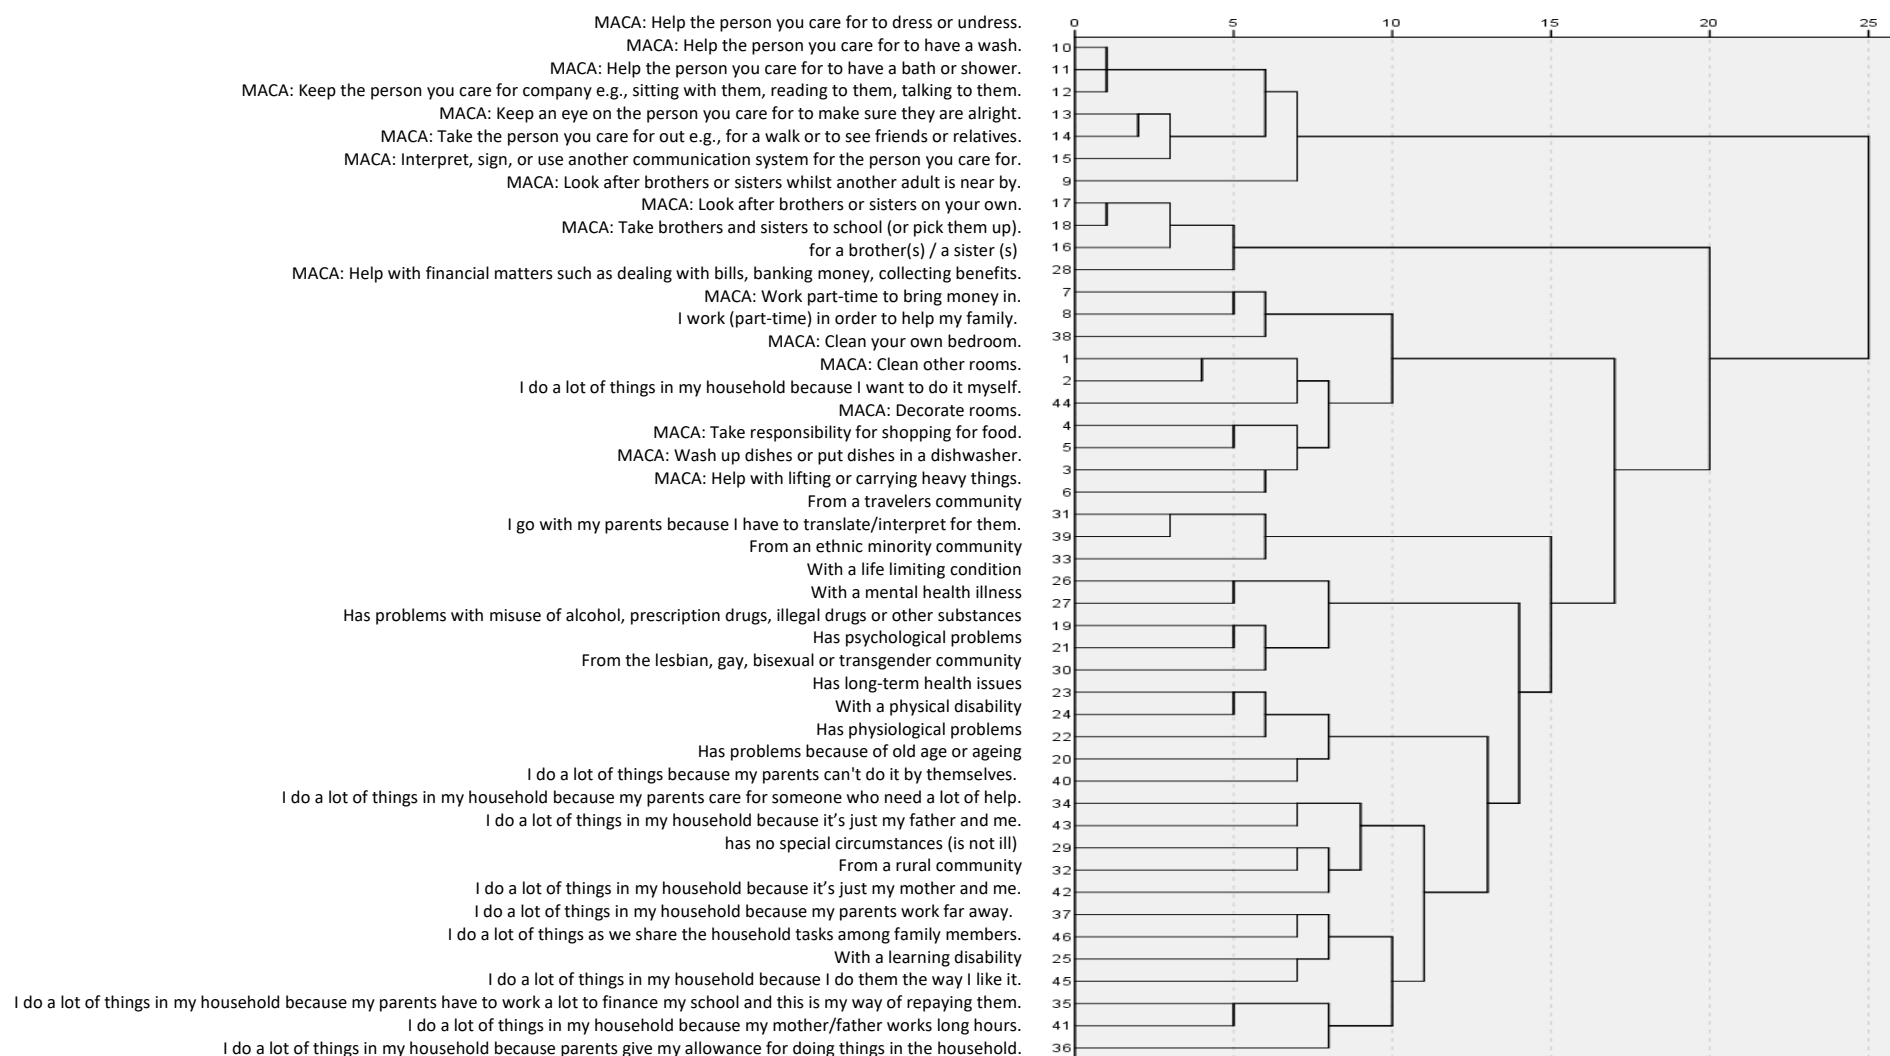 MACA: Help the person you care for to dress or undress.
0 5 10 15 20 25
MACA: Help the person you care for to have a wash.
10
MACA: Help the person you care for to have a bath or shower.
11
MACA: Keep the person you care for company e.g., sitting with them, reading to them, talking to them.
12
MACA: Keep an eye on the person you care for to make sure they are alright.
13
MACA: Take the person you care for out e.g., for a walk or to see friends or relatives.
14
MACA: Interpret, sign, or use another communication system for the person you care for.
15
MACA: Look after brothers or sisters whilst another adult is near by.
9
MACA: Look after brothers or sisters on your own.
17
MACA: Take brothers and sisters to school (or pick them up).
18
for a brother(s) / a sister (s)
16
MACA: Help with financial matters such as dealing with bills, banking money, collecting benefits.
28
MACA: Work part-time to bring money in.
7
I work (part-time) in order to help my family.
8
MACA: Clean your own bedroom.
38
MACA: Clean other rooms.
1
I do a lot of things in my household because I want to do it myself.
2
MACA: Decorate rooms.
44
MACA: Take responsibility for shopping for food.
4
MACA: Wash up dishes or put dishes in a dishwasher.
5
MACA: Help with lifting or carrying heavy things.
3
From a travelers community
6
I go with my parents because I have to translate/interpret for them.
31
From an ethnic minority community
39
With a life limiting condition
33
With a mental health illness
26
Has problems with misuse of alcohol, prescription drugs, illegal drugs or other substances
27
Has psychological problems
19
From the lesbian, gay, bisexual or transgender community
21
Has long-term health issues
30
With a physical disability
23
Has physiological problems
24
Has problems because of old age or ageing
22
I do a lot of things because my parents can't do it by themselves.
20
I do a lot of things in my household because my parents care for someone who need a lot of help.
40
I do a lot of things in my household because it’s just my father and me.
34
has no special circumstances (is not ill)
43
From a rural community
29
I do a lot of things in my household because it’s just my mother and me.
32
I do a lot of things in my household because my parents work far away.
42
I do a lot of things as we share the household tasks among family members.
37
With a learning disability
46
I do a lot of things in my household because I do them the way I like it.
25
I do a lot of things in my household because my parents have to work a lot to finance my school and this is my way of repaying them.
45
I do a lot of things in my household because my mother/father works long hours.
35
I do a lot of things in my household because parents give my allowance for doing things in the household.
41
36